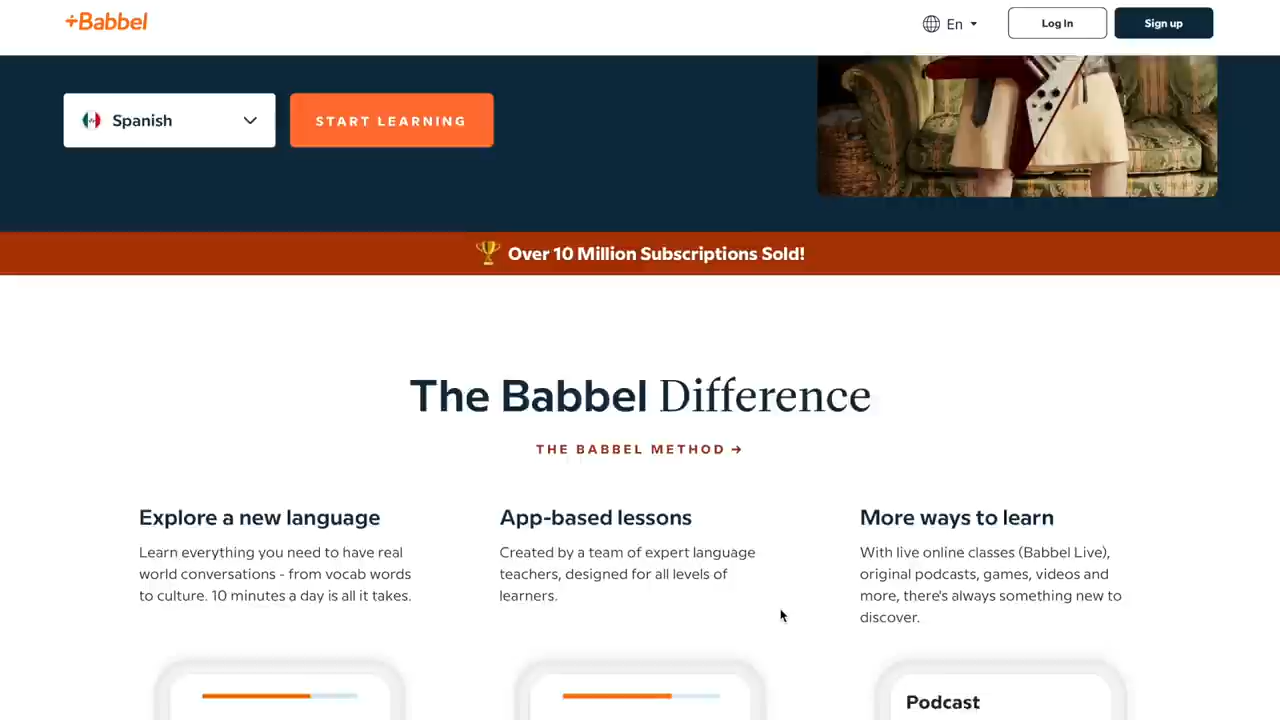 +Babbel
En
Log In
Sign up
Spanish
START LEARNING
Over 10 Million Subscriptions Sold!
The Babbel Difference
THE BABBEL METHOD →
Explore a new language
Learn everything you need to have real
world conversations - from vocab words
to culture. 10 minutes a day is all it takes.
App-based lessons
Created by a team of expert language
teachers, designed for all levels of
learners.
More ways to learn
With live online classes (Babbel Live),
original podcasts, games, videos and
more, there's always something new to
discover.
Podcast